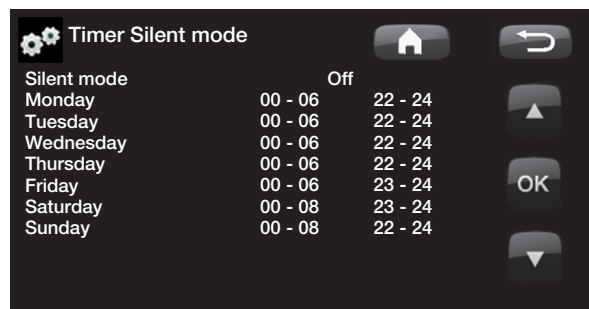 Timer Silent mode
Silent mode Off
Monday 00 - 06 22 - 24
Tuesday 00 - 06 22 - 24
Wednesday 00 - 06 22 - 24
Thursday 00 - 06 22 - 24
Friday 00 - 06 23 - 24
Saturday 00 - 08 23 - 24
Sunday 00 - 08 22 - 24
OK